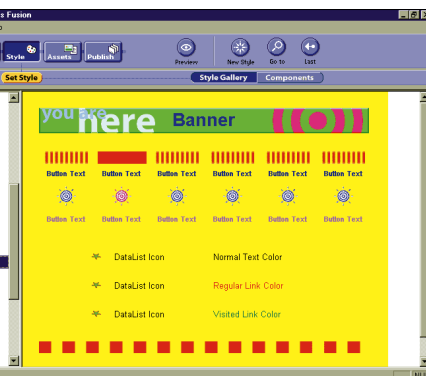 s Fusion
Style Assets Publish Preview New Style Go to Last
Set Style Style Gallery Components
you are here Banner
Button Text Button Text Button Text Button Text Button Text Button Text
Button Text Button Text Button Text Button Text Button Text Button Text
DataList Icon Normal Text Color
DataList Icon Regular Link Color
DataList Icon Visited Link Color